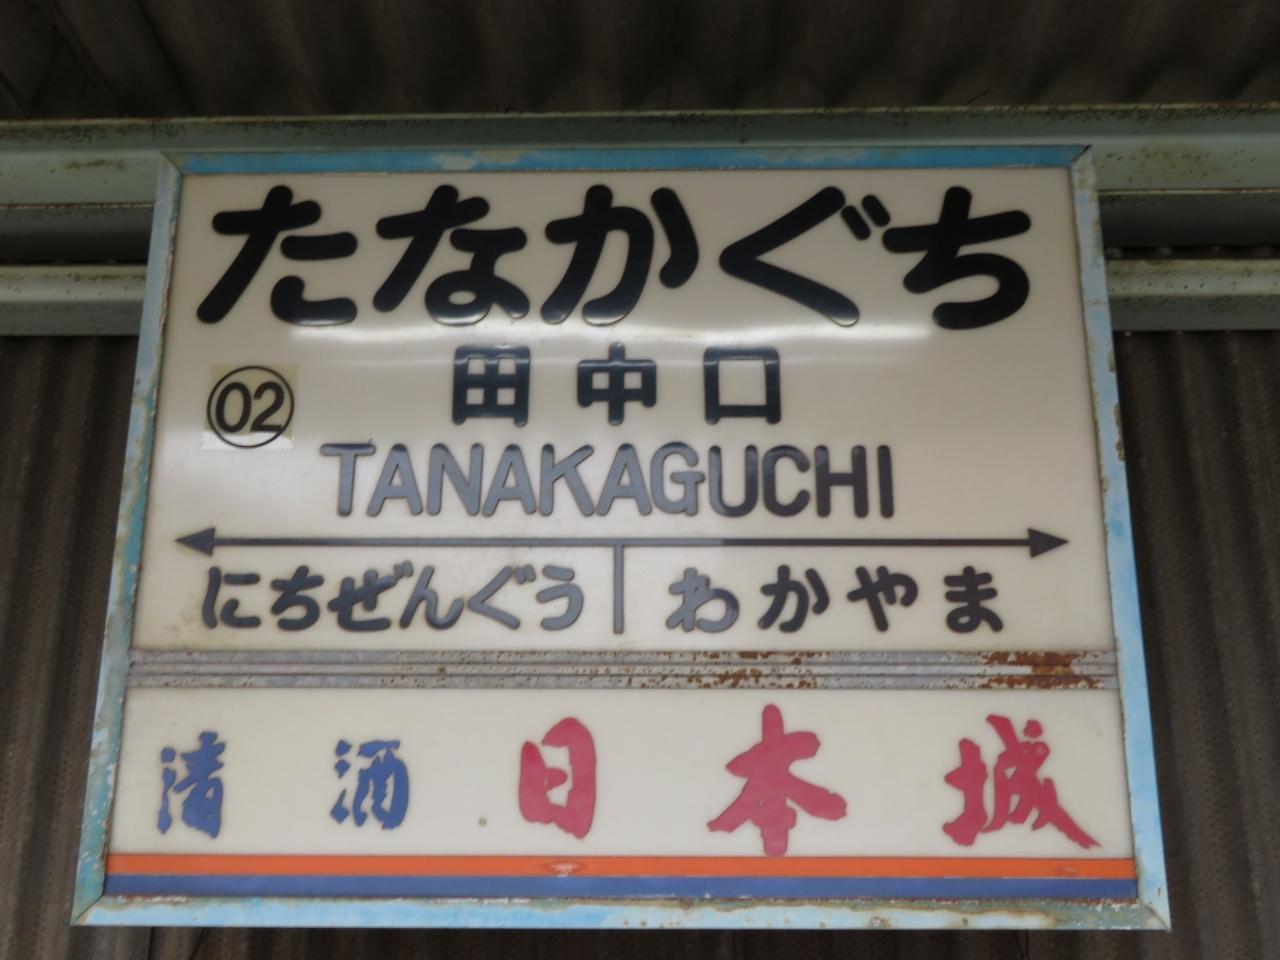 たなかぐち
02
田中口
TANAKAGUCHI
にちぜんぐう わかやま
清酒 日本城